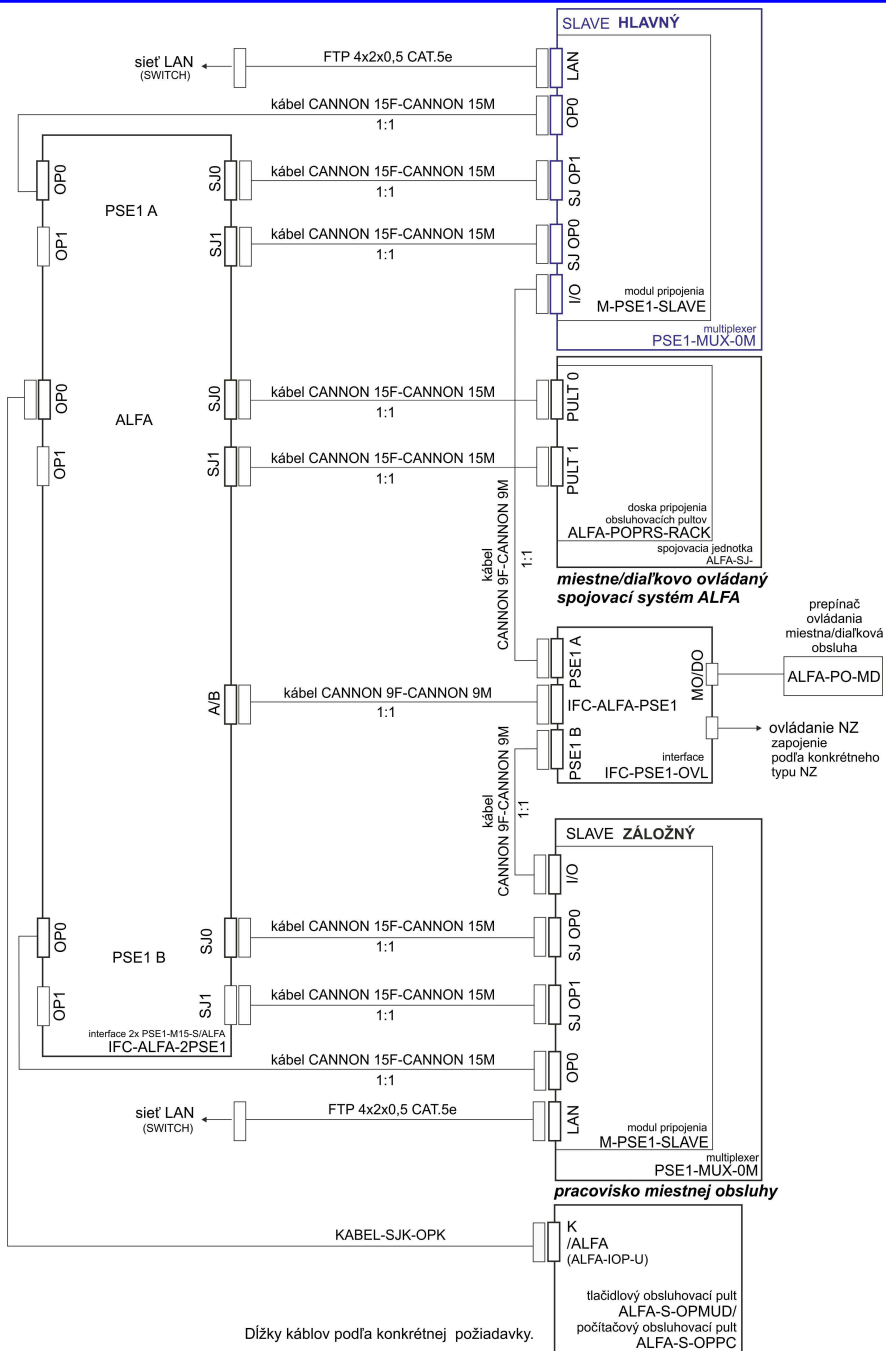 SLAVE HLAVNÝ
sieť LAN
(SWITCH)
FTP 4x2x0,5 CAT.5e
LAN
kábel CANNON 15F-CANNON 15M
1:1
OP0
OP0
SJ0
kábel CANNON 15F-CANNON 15M
1:1
SJ OP1
PSE1 A
OP1
SJ1
kábel CANNON 15F-CANNON 15M
1:1
SJ OP0
I/O
modul pripojenia
M-PSE1-SLAVE
multiplexer
PSE1-MUX-0M
OP0
ALFA
SJ0
kábel CANNON 15F-CANNON 15M
1:1
PULT 0
OP1
SJ1
kábel CANNON 15F-CANNON 15M
1:1
PULT 1
doska pripojenia
obsluhovacích pultov
ALFA-POPRS-RACK
spojovacia jednotka
ALFA-SJ-
miestne/diaľkovo ovládaný
spojovací systém ALFA
kábel
CANNON 9F-CANNON 9M
1:1
prepínač
ovládania
miestna/diaľková
obsluha
ALFA-PO-MD
PSE1 A
MO/DO
A/B
kábel CANNON 9F-CANNON 9M
1:1
IFC-ALFA-PSE1
PSE1 B
interface
IFC-PSE1-OVL
ovládanie NZ
zapojenie
podľa konkrétneho
typu NZ
kábel
CANNON 9F-CANNON 9M
1:1
SLAVE ZÁLOŽNÝ
I/O
OP0
PSE1 B
SJ0
kábel CANNON 15F-CANNON 15M
1:1
SJ OP0
OP1
SJ1
kábel CANNON 15F-CANNON 15M
1:1
SJ OP1
interface 2x PSE1-M15-S/ALFA
IFC-ALFA-2PSE1
kábel CANNON 15F-CANNON 15M
1:1
OP0
sieť LAN
(SWITCH)
FTP 4x2x0,5 CAT.5e
LAN
modul pripojenia
M-PSE1-SLAVE
multiplexer
PSE1-MUX-0M
pracovisko miestnej obsluhy
KABEL-SJK-OPK
K
/ALFA
(ALFA-IOP-U)
tlačidlový obsluhovací pult
ALFA-S-OPMUD/
počítačový obsluhovací pult
ALFA-S-OPPC
Dĺžky káblov podľa konkrétnej požiadavky.